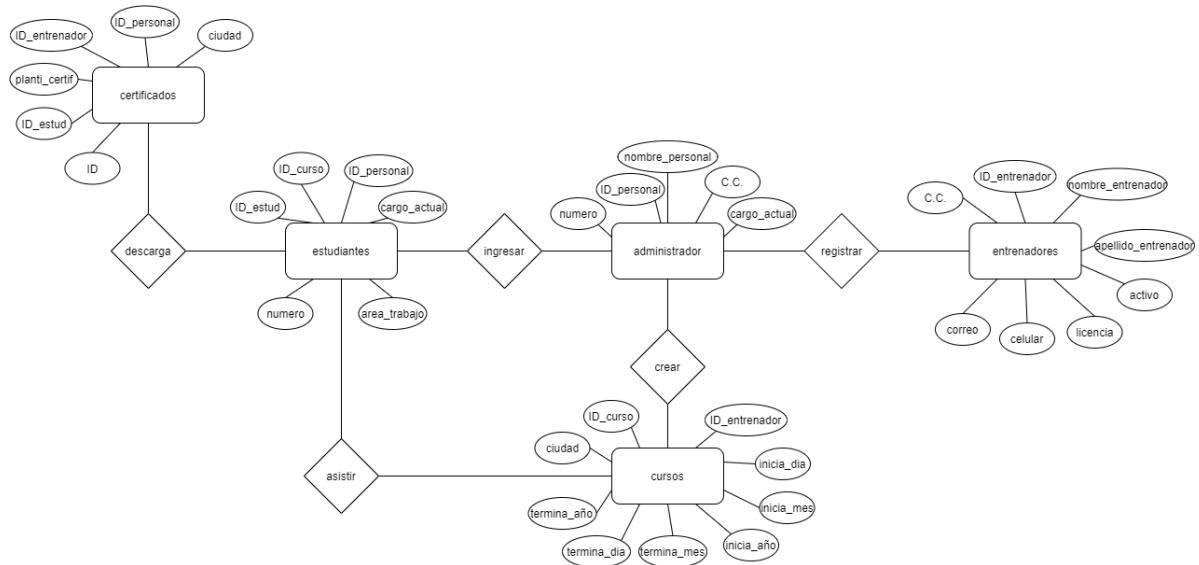 ID_personal
ID_entrenador
ciudad
planti_certif
certificados
ID_estud
ID
nombre_personal
ID_curso
ID_personal
ID_personal
C.C.
ID_entrenador
nombre_entrenador
C.C.
ID_estud
cargo_actual
numero
cargo_actual
apellido_entrenador
descarga
estudiantes
ingresar
administrador
registrar
entrenadores
activo
numero
area_trabajo
correo
celular
licencia
crear
ID_curso
ID_entrenador
ciudad
inicia_dia
asistir
cursos
inicia_mes
termina_año
inicia_año
termina_dia
termina_mes